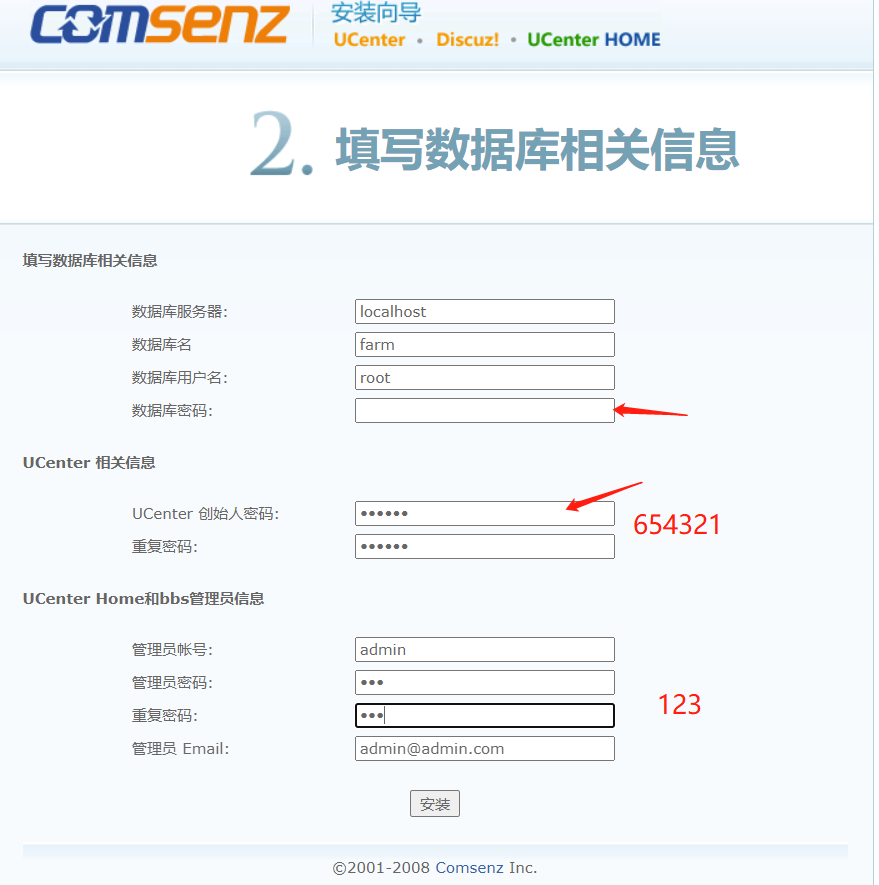 COMSENZ 安装向导
UCenter • Discuz! • UCenter HOME
2. 填写数据库相关信息
填写数据库相关信息
数据库服务器: localhost
数据库名 farm
数据库用户名: root
数据库密码:
UCenter 相关信息
UCenter 创始人密码: ••••••
654321
重复密码: ••••••
UCenter Home和bbs管理员信息
管理员帐号: admin
管理员密码: •••
123
重复密码: •••
管理员 Email: admin@admin.com
安装
©2001-2008 Comsenz Inc.